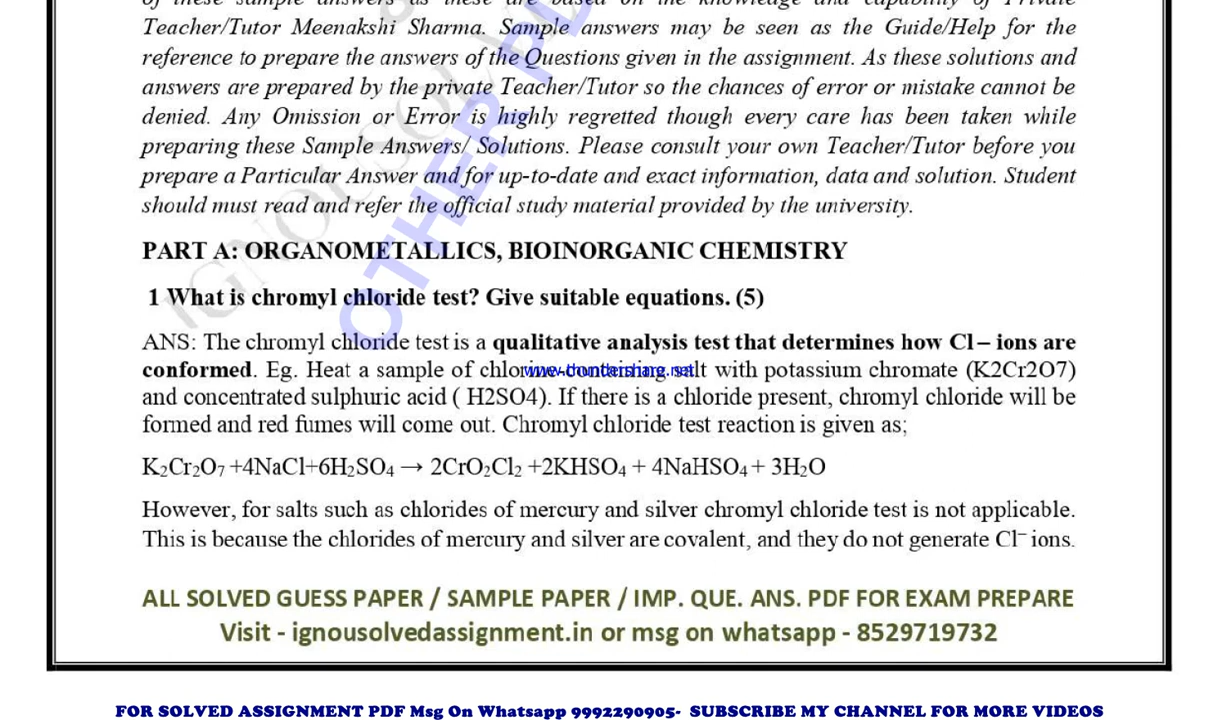 of these sample answers as these are based on the knowledge and capability of Private
Teacher/Tutor Meenakshi Sharma. Sample answers may be seen as the Guide/Help for the
reference to prepare the answers of the Questions given in the assignment. As these solutions and
answers are prepared by the private Teacher/Tutor so the chances of error or mistake cannot be
denied. Any Omission or Error is highly regretted though every care has been taken while
preparing these Sample Answers/ Solutions. Please consult your own Teacher/Tutor before you
prepare a Particular Answer and for up-to-date and exact information, data and solution. Student
should must read and refer the official study material provided by the university.
PART A: ORGANOMETALLICS, BIOINORGANIC CHEMISTRY
1 What is chromyl chloride test? Give suitable equations. (5)
ANS: The chromyl chloride test is a qualitative analysis test that determines how Cl– ions are
conformed. Eg. Heat a sample of salt with potassium chromate (K2Cr2O7)
and concentrated sulphuric acid ( H2SO4). If there is a chloride present, chromyl chloride will be
formed and red fumes will come out. Chromyl chloride test reaction is given as;
K₂Cr₂O₇ +4NaCl+6H₂SO₄ → 2CrO₂Cl₂ +2KHSO₄ + 4NaHSO₄+ 3H₂O
However, for salts such as chlorides of mercury and silver chromyl chloride test is not applicable.
This is because the chlorides of mercury and silver are covalent, and they do not generate Cl⁻ ions.
ALL SOLVED GUESS PAPER / SAMPLE PAPER / IMP. QUE. ANS. PDF FOR EXAM PREPARE
Visit - ignousolvedassignment.in or msg on whatsapp - 8529719732
FOR SOLVED ASSIGNMENT PDF Msg On Whatsapp 9992290905- SUBSCRIBE MY CHANNEL FOR MORE VIDEOS
OTHER